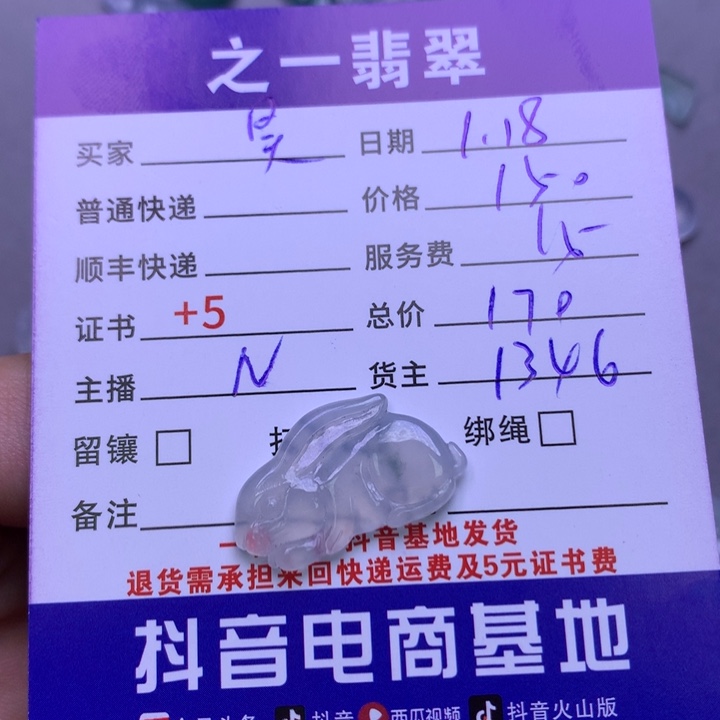 之一翡翠
买家 昊 日期 1.18
普通快递 价格 150
顺丰快递 服务费 15
证书 +5 总价 170
主播 N 货主 1346
留镶 绑绳
备注
抖音基地发货
退货需承担来回快递运费及5元证书费
抖音电商基地
抖音 西瓜视频 抖音火山版